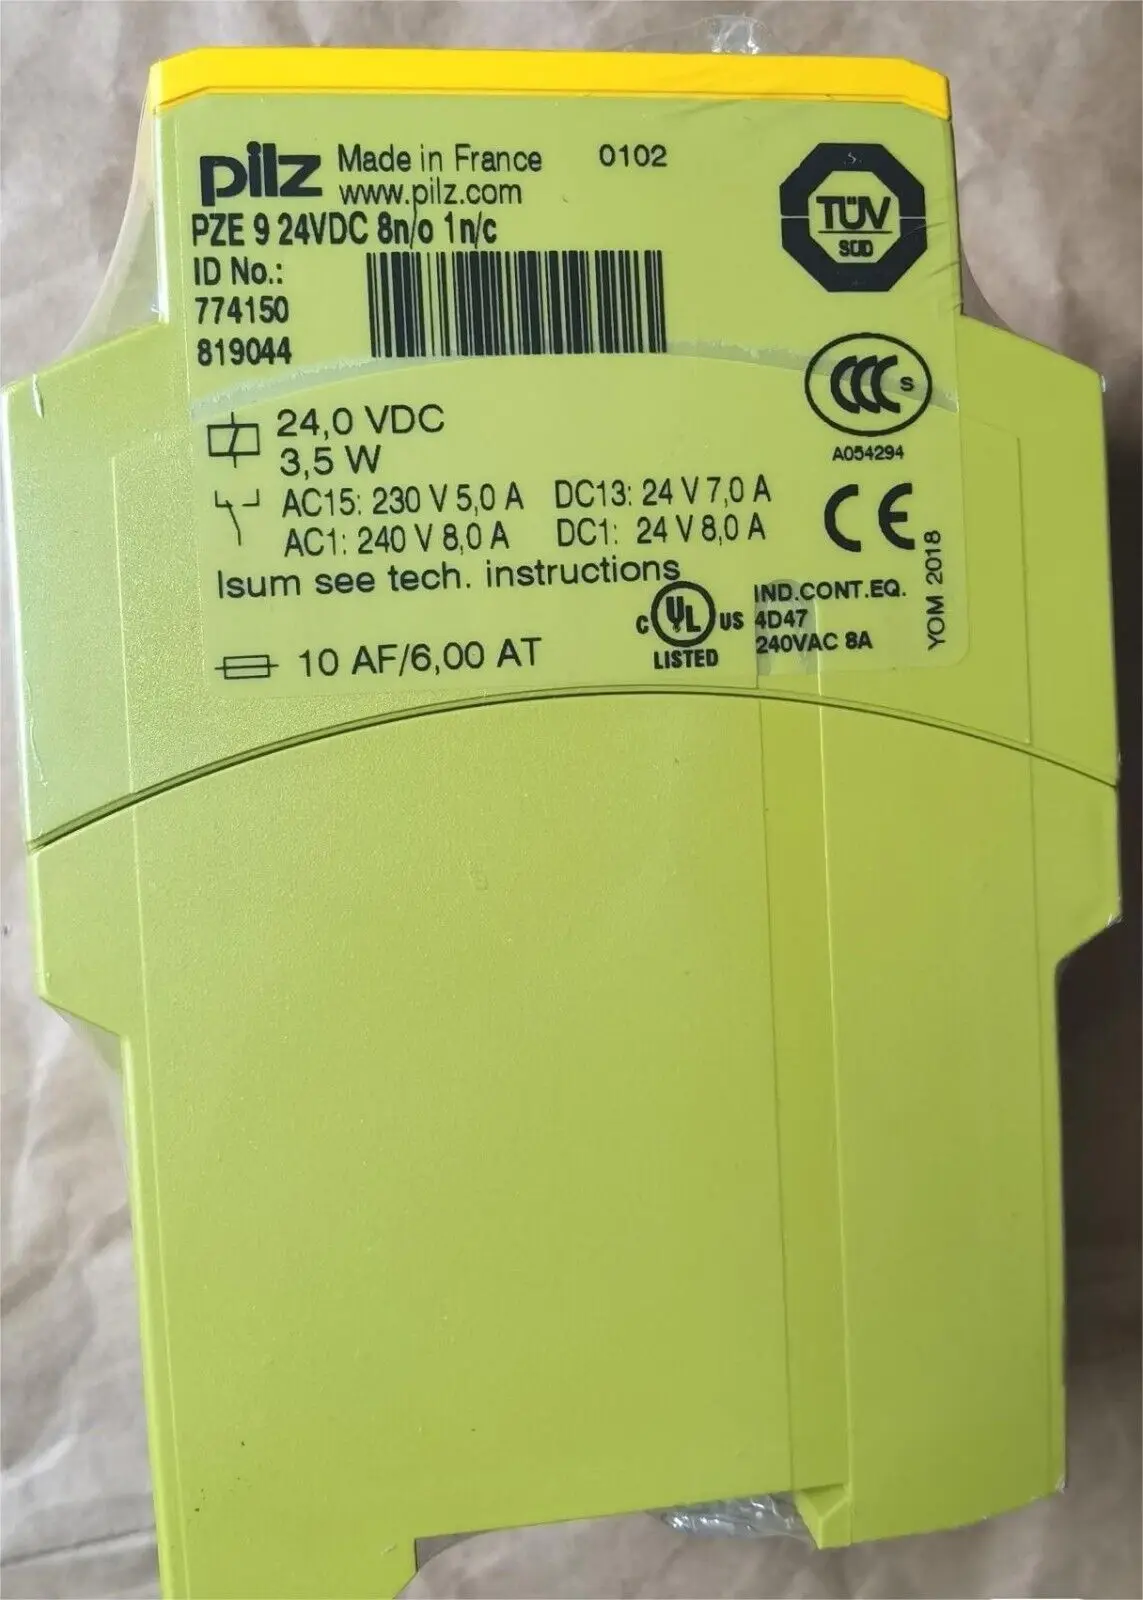 pilz Made in France 0102
www.pilz.com
PZE 9 24VDC 8n/o 1n/c
ID No.:
774150
819044
TÜV
SÜD
CCC S
A054294
24,0 VDC
3,5 W
AC15: 230 V 5,0 A DC13: 24 V 7,0 A
AC1: 240 V 8,0 A DC1: 24 V 8,0 A
Isum see tech. instructions
CE
YOM 2018
C UL US
LISTED
IND.CONT.EQ.
4D47
240VAC 8A
10 AF/6,00 AT